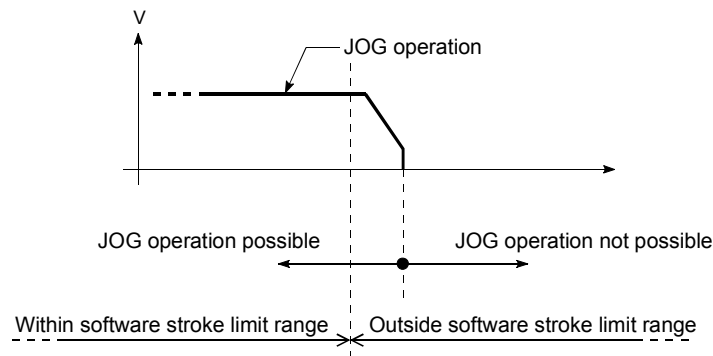 V
JOG operation
JOG operation possible
JOG operation not possible
Within software stroke limit range
Outside software stroke limit range